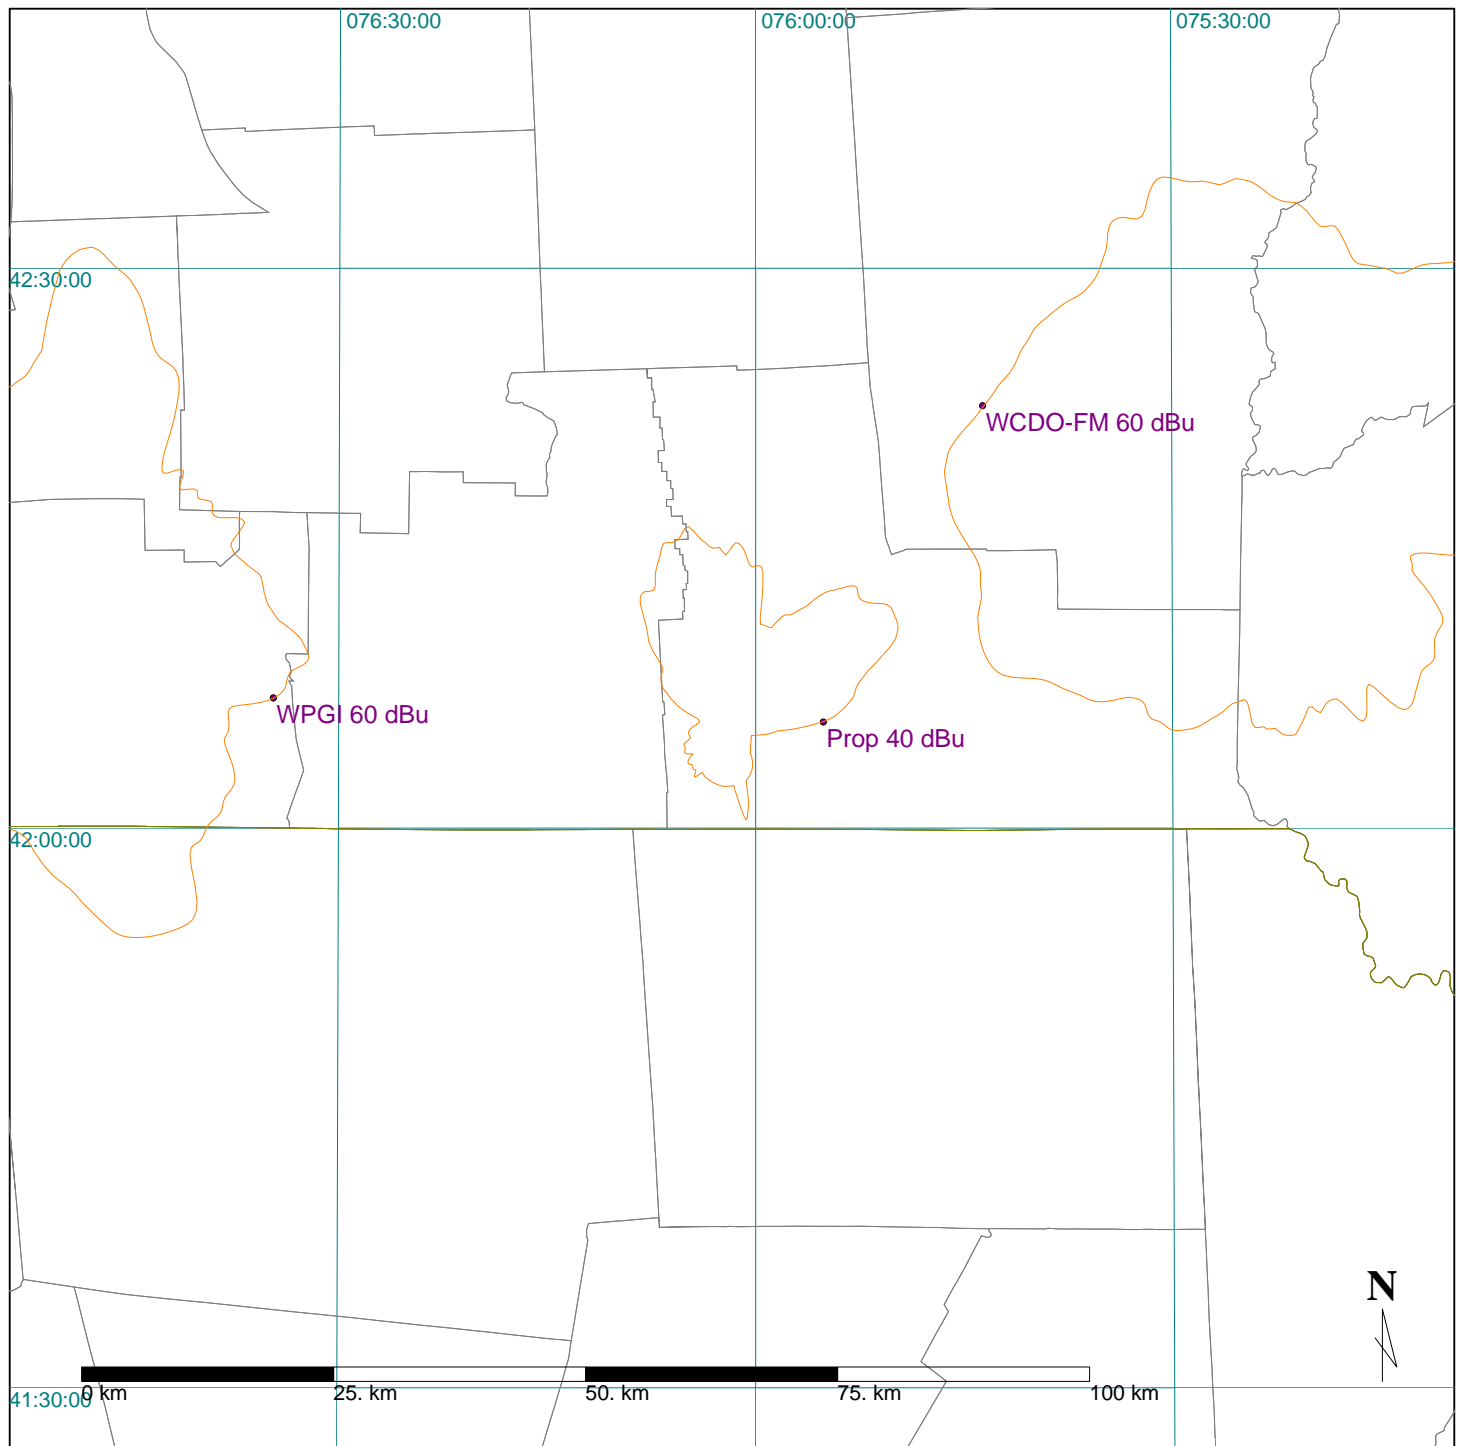 076:30:00
076:00:00
075:30:00
42:30:00
WCDO-FM 60 dBu
WPGI 60 dBu
Prop 40 dBu
42:00:00
N
0 km
25. km
50. km
75. km
100 km
41:30:00